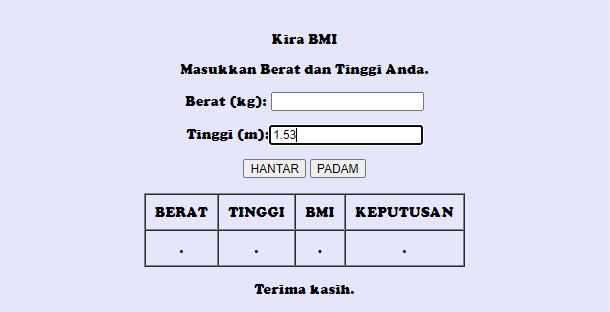 Kira BMI
Masukkan Berat dan Tinggi Anda.
Berat (kg):
Tinggi (m): 1.53
HANTAR PADAM
BERAT TINGGI BMI KEPUTUSAN
. . . .
Terima kasih.